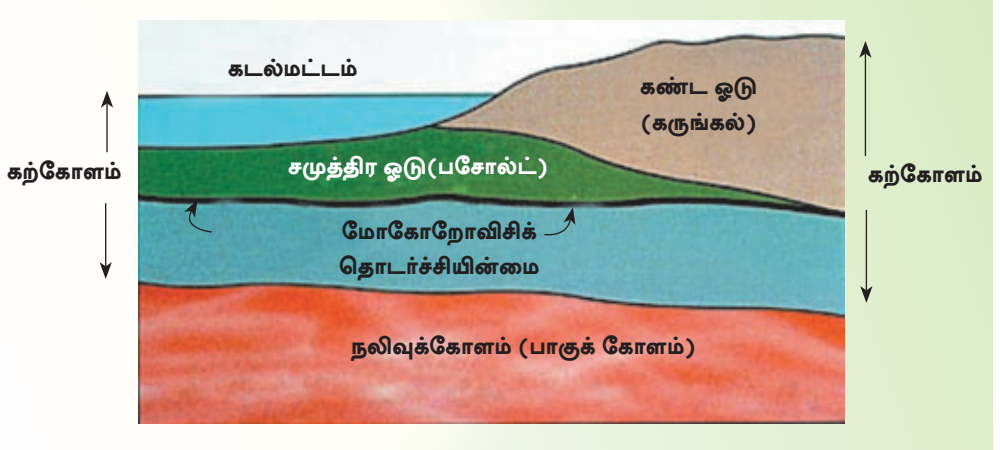 கடல்மட்டம்
கண்ட ஓடு
(கருங்கல்)
கற்கோளம்
சமுத்திர ஓடு(பசோல்ட்)
கற்கோளம்
மோகோறோவிசிக்
தொடர்ச்சியின்மை
நலிவுக்கோளம் (பாகுக் கோளம்)